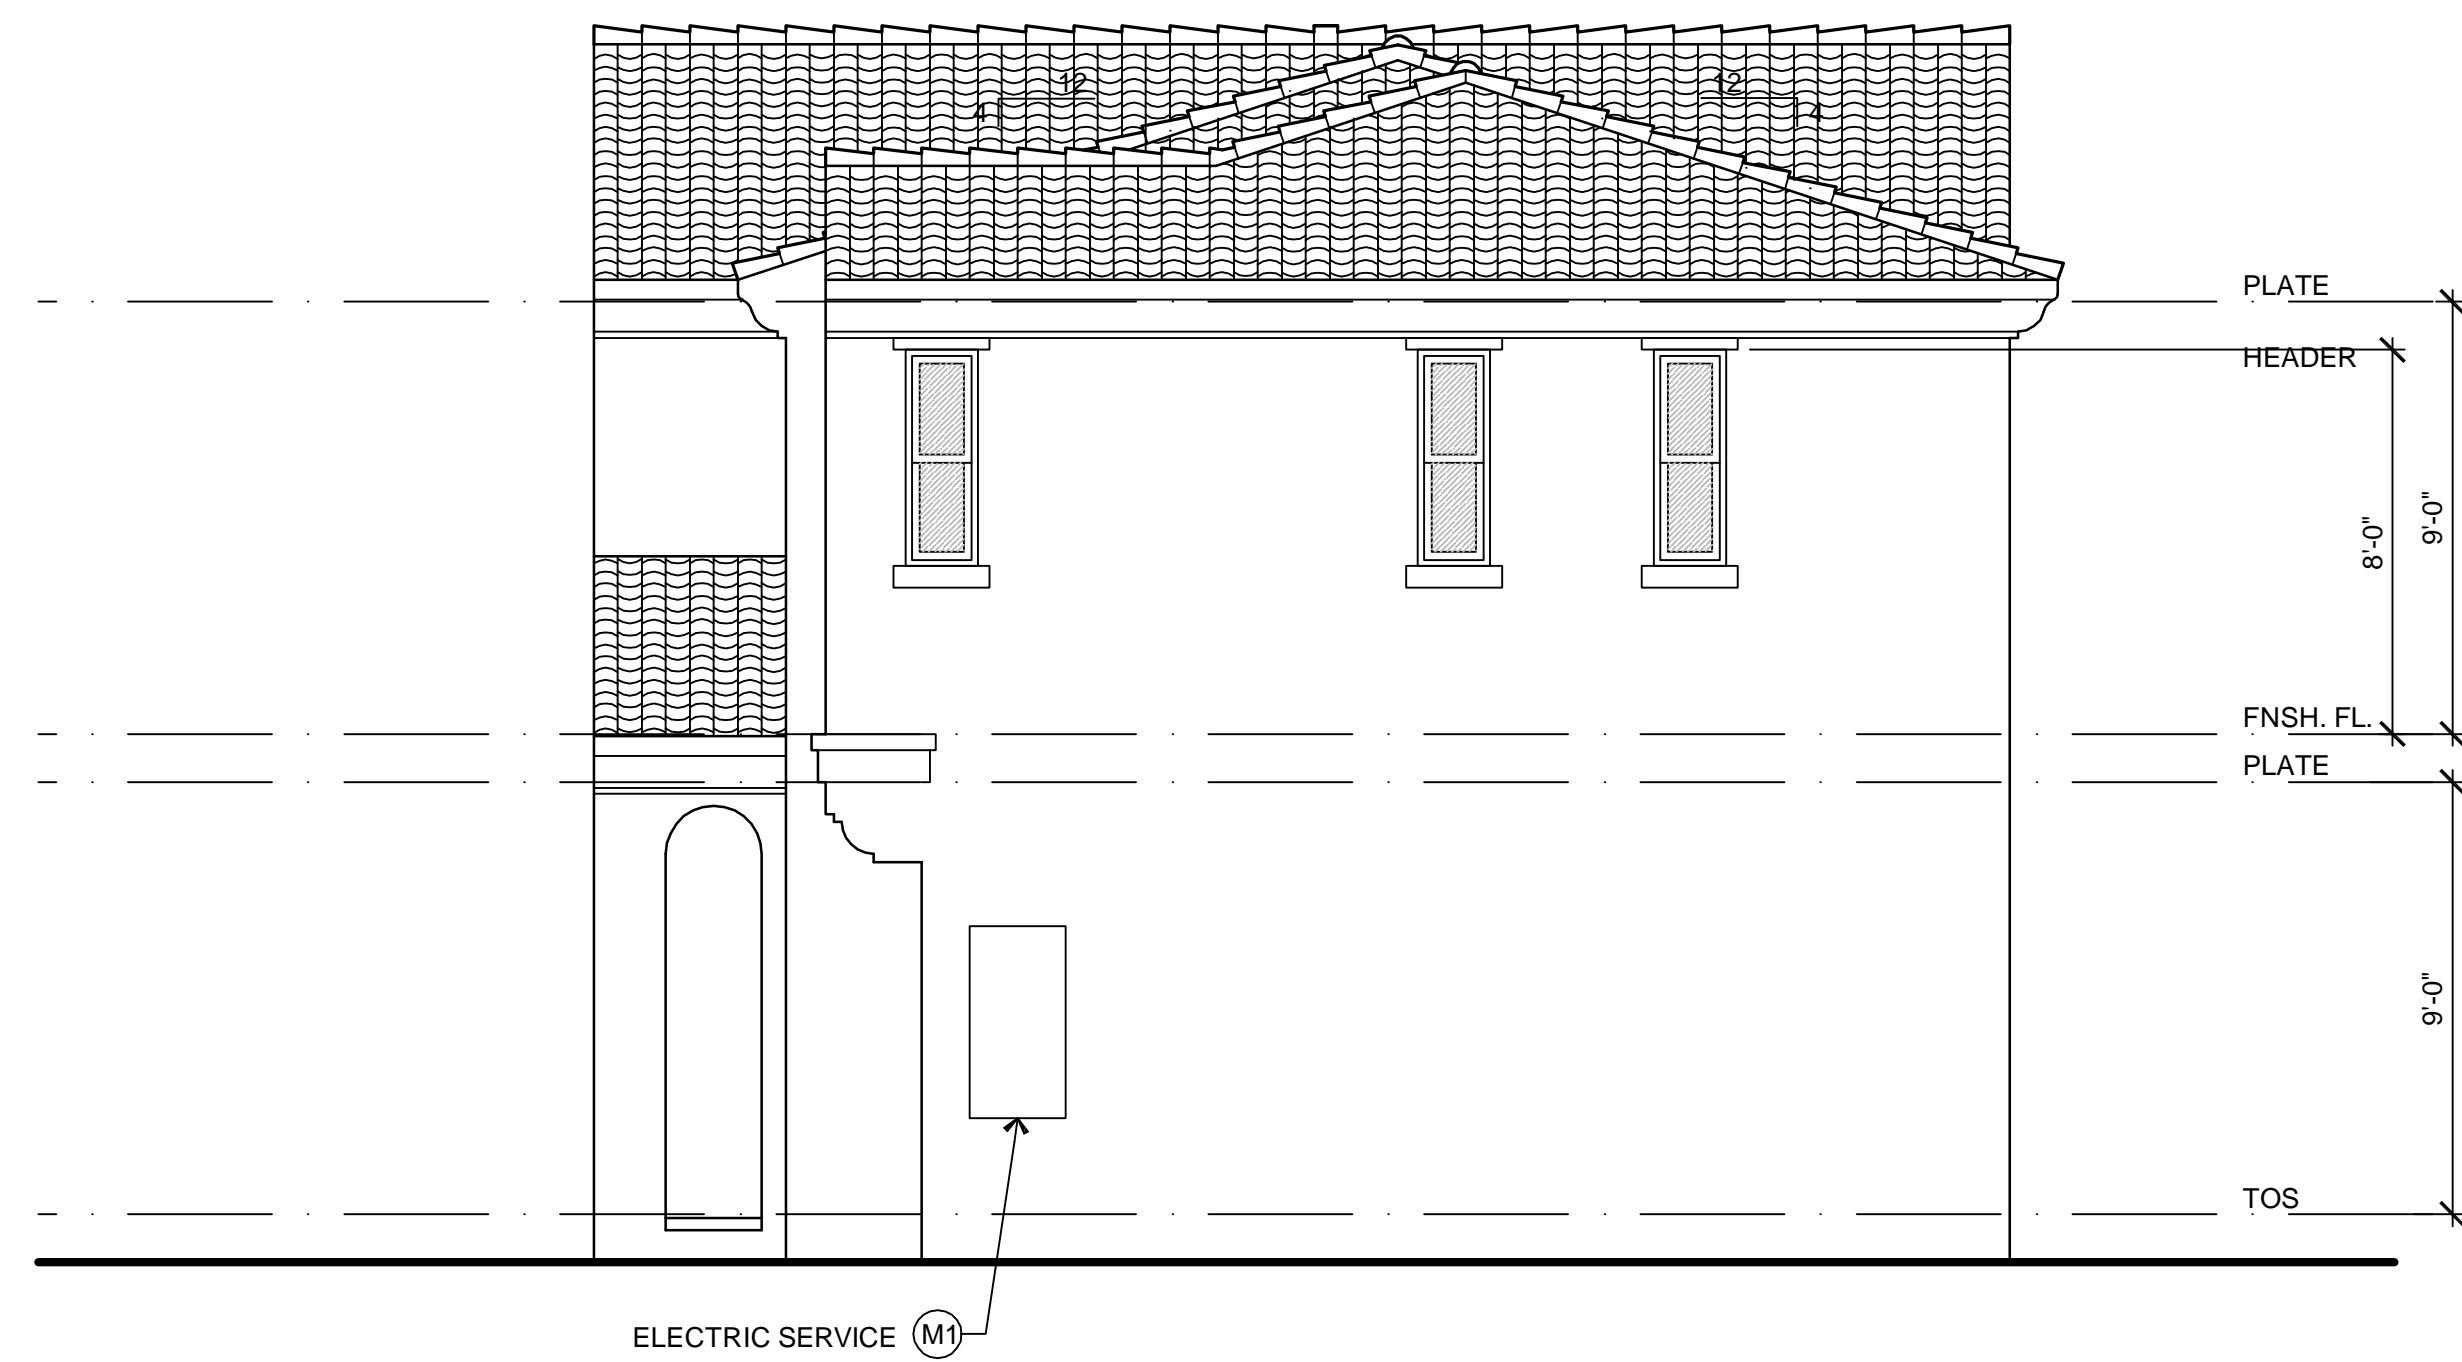 12
4
12
4
PLATE
HEADER
8'-0"
9'-0"
FNSH. FL.
PLATE
9'-0"
TOS
ELECTRIC SERVICE M1